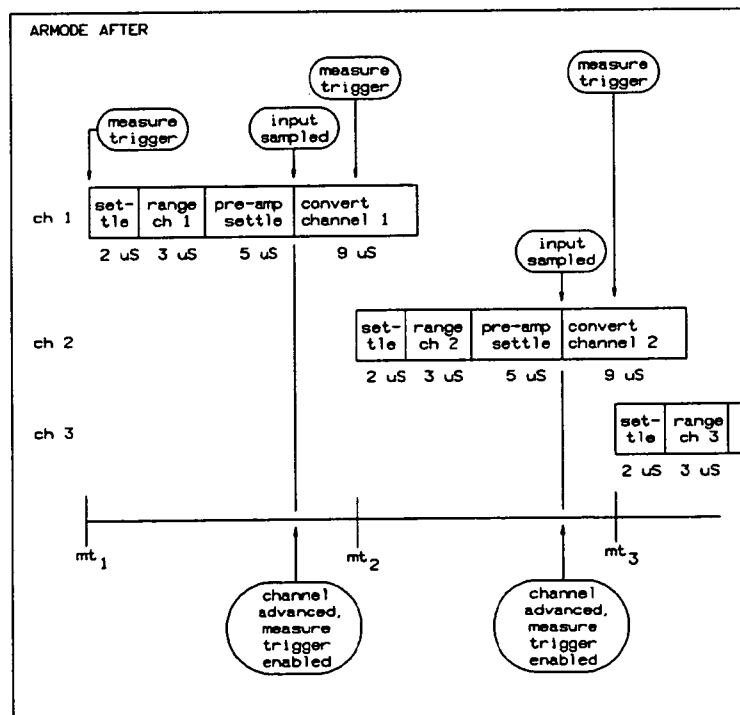 ARMODE AFTER
measure
trigger
measure
trigger
measure
trigger
input
sampled
ch 1
set-
tle
range
ch 1
pre-amp
settle
convert
channel 1
2 uS
3 uS
5 uS
9 uS
input
sampled
ch 2
set-
tle
range
ch 2
pre-amp
settle
convert
channel 2
2 uS
3 uS
5 uS
9 uS
ch 3
set-
tle
range
ch 3
2 uS
3 uS
mt1
mt2
mt3
channel
advanced,
measure
trigger
enabled
channel
advanced,
measure
trigger
enabled